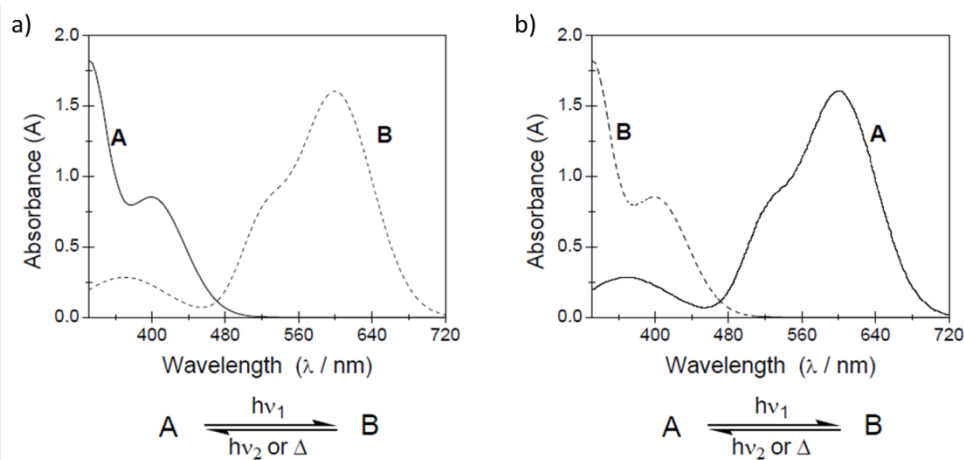 a)
2.0
1.5
1.0
0.5
0.0
Absorbance (A)
A
B
400 480 560 640 720
Wavelength (λ / nm)
A hν1 B
hν2 or Δ
b)
2.0
1.5
1.0
0.5
0.0
Absorbance (A)
B
A
400 480 560 640 720
Wavelength (λ / nm)
A hν1 B
hν2 or Δ